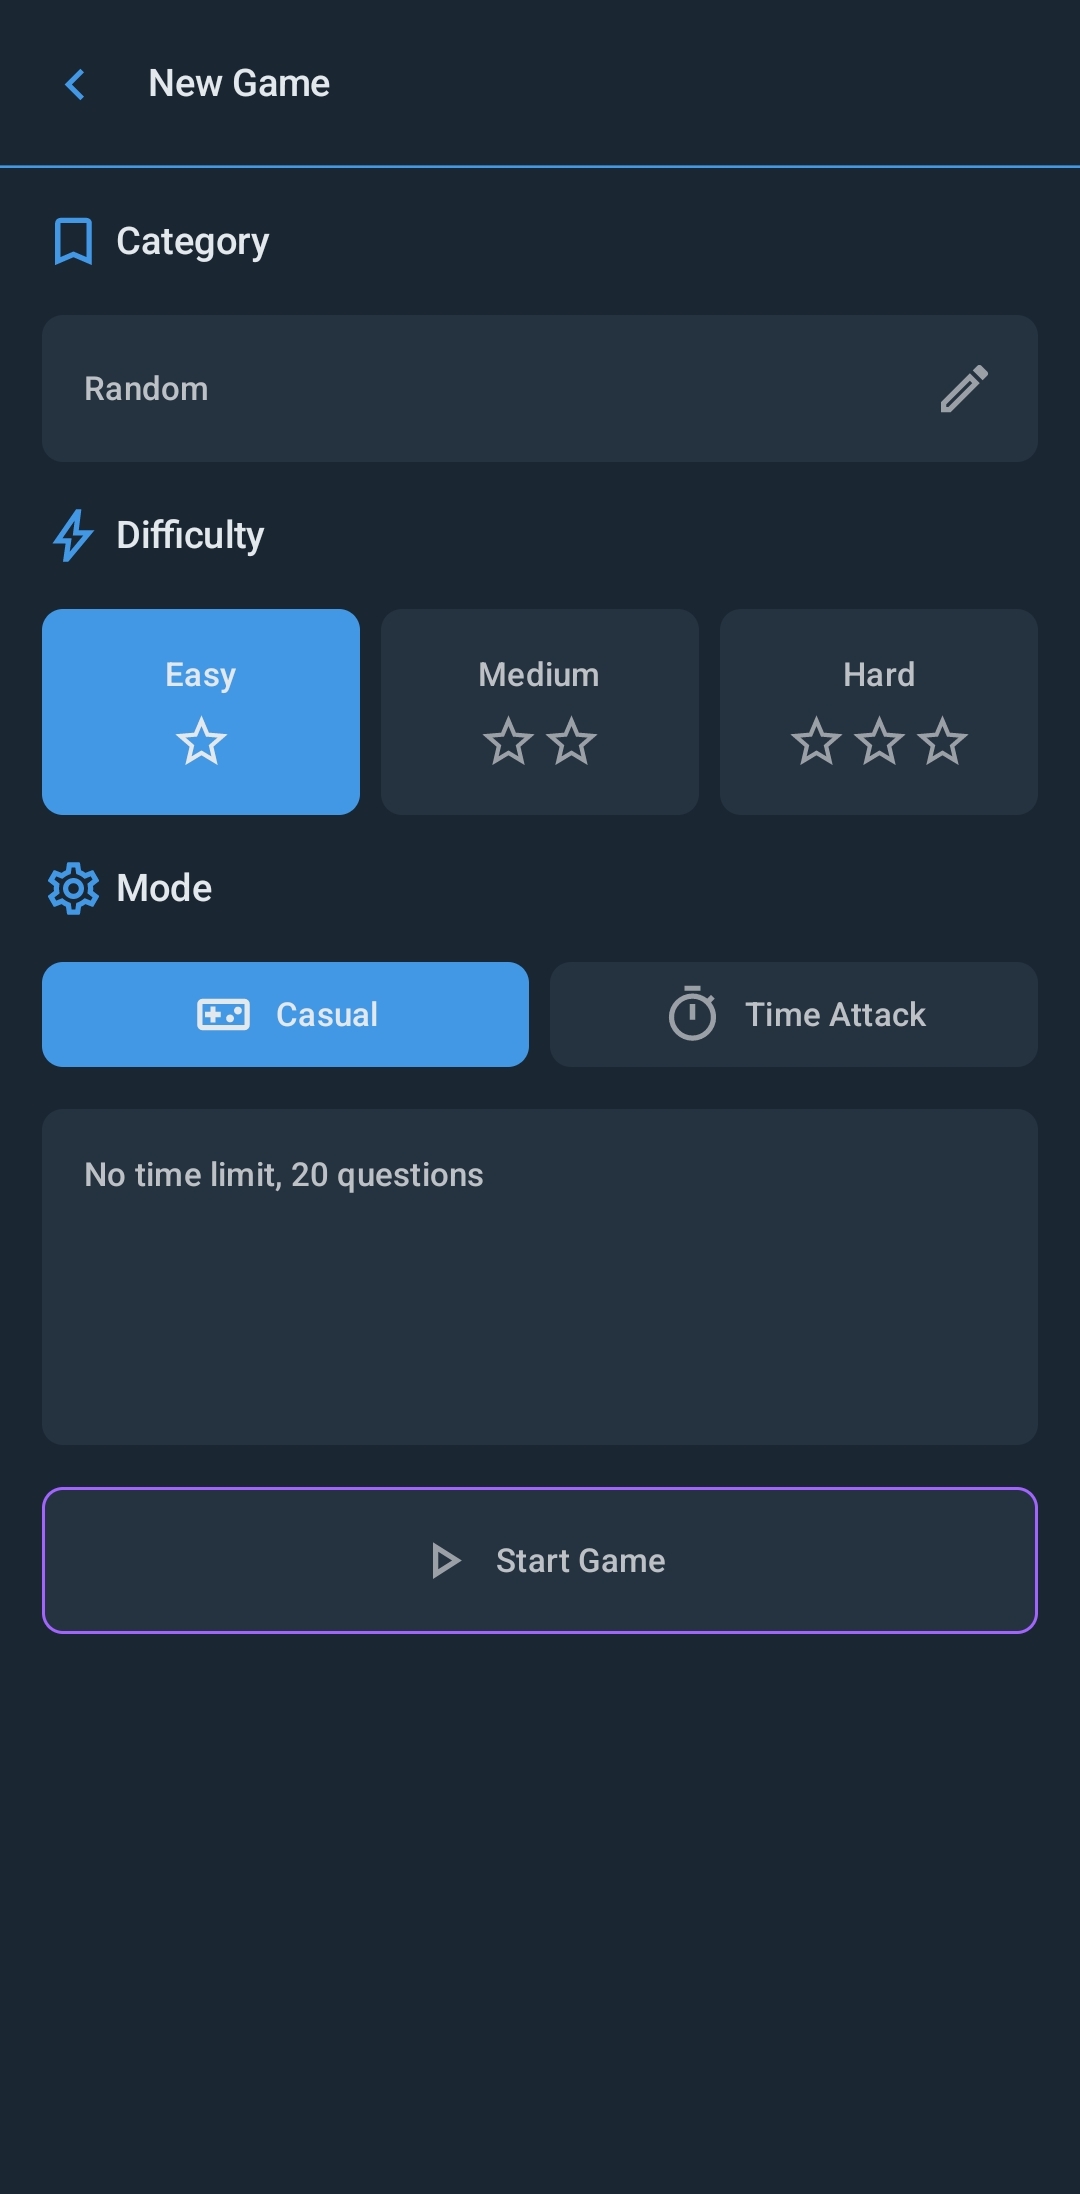 New Game
Category
Random
Difficulty
Easy
Medium
Hard
Mode
Casual
Time Attack
No time limit, 20 questions
Start Game